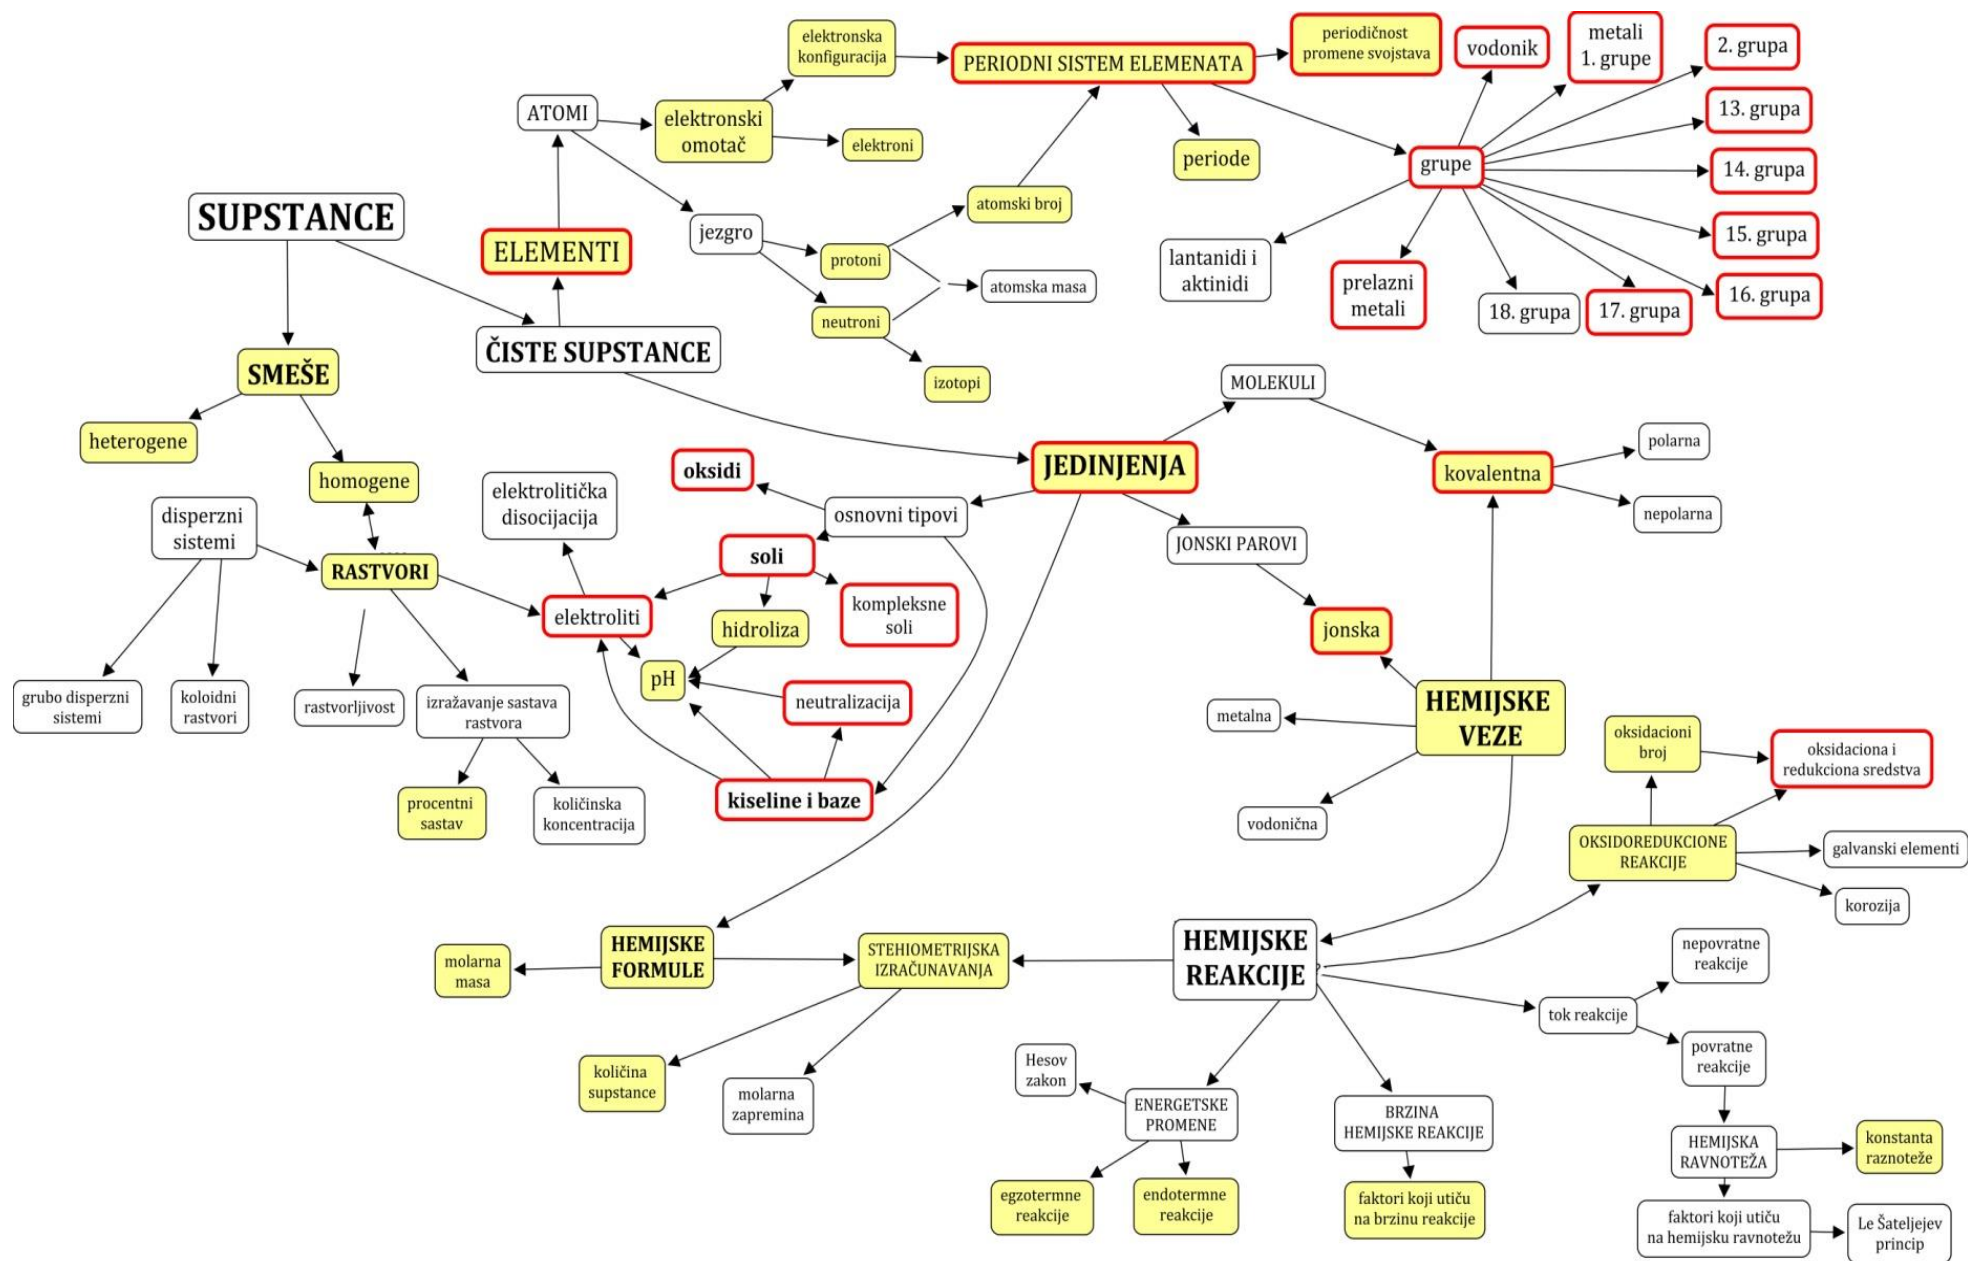 elektronska
konfiguracija
PERIODNI SISTEM ELEMENATA
periodičnost
promene svojstava
vodonik
metali
1. grupe
2. grupa
ATOMI
elektronski
omotač
elektroni
periode
grupe
13. grupa
14. grupa
15. grupa
16. grupa
17. grupa
18. grupa
prelazni
metali
lantanidi i
aktinidi
SUPSTANCE
ELEMENTI
jezgro
protoni
atomski broj
atomska masa
neutroni
izotopi
ČISTE SUPSTANCE
SMEŠE
heterogene
homogene
MOLEKULI
JEDINJENJA
kovalentna
polarna
nepolarna
oksidi
osnovni tipovi
JONSKI PAROVI
elektrolitička
disocijacija
disperzni
sistemi
RASTVORI
soli
elektroliti
kompleksne
soli
hidroliza
jonska
pH
neutralizacija
grubo disperzni
sistemi
koloidni
rastvori
rastvorljivost
izražavanje sastava
rastvora
HEMIJSKE
VEZE
metalna
vodonična
kiseline i baze
procentni
sastav
količinska
koncentracija
oksidacioni
broj
oksidaciona i
redukciona sredstva
OKSIDOREDUKCIONE
REAKCIJE
galvanski elementi
korozija
HEMIJSKE
FORMULE
molarna
masa
STEHIOMETRIJSKA
IZRAČUNAVANJA
HEMIJSKE
REAKCIJE
?
nepovratne
reakcije
tok reakcije
povratne
reakcije
količina
supstance
molarna
zapremina
Hesov
zakon
ENERGETSKE
PROMENE
BRZINA
HEMIJSKE REAKCIJE
HEMIJSKA
RAVNOTEŽA
konstanta
raznoteže
egzotermne
reakcije
endotermne
reakcije
faktori koji utiču
na brzinu reakcije
faktori koji utiču
na hemijsku ravnotežu
Le Šateljejev
princip